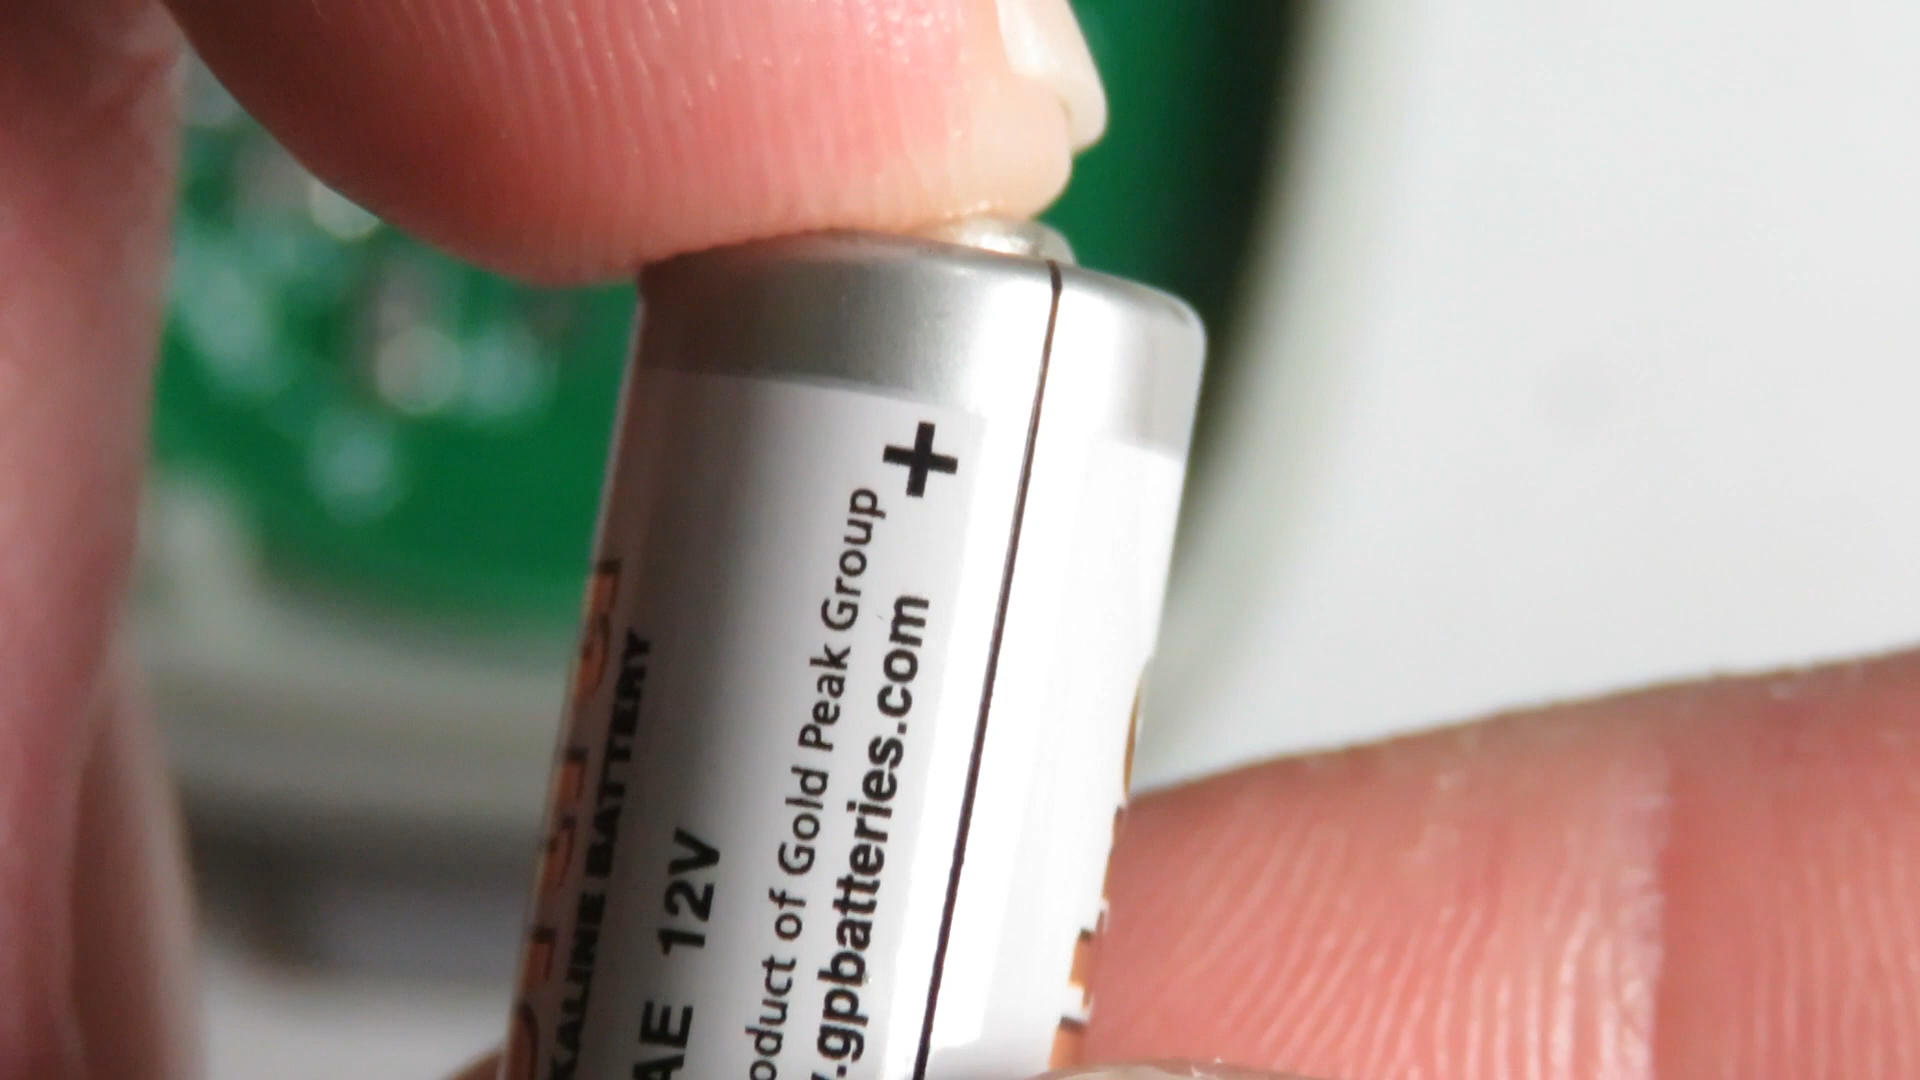 KALINE BATTERY
AE 12V
oduct of Gold Peak Group
.gpbatteries.com
+